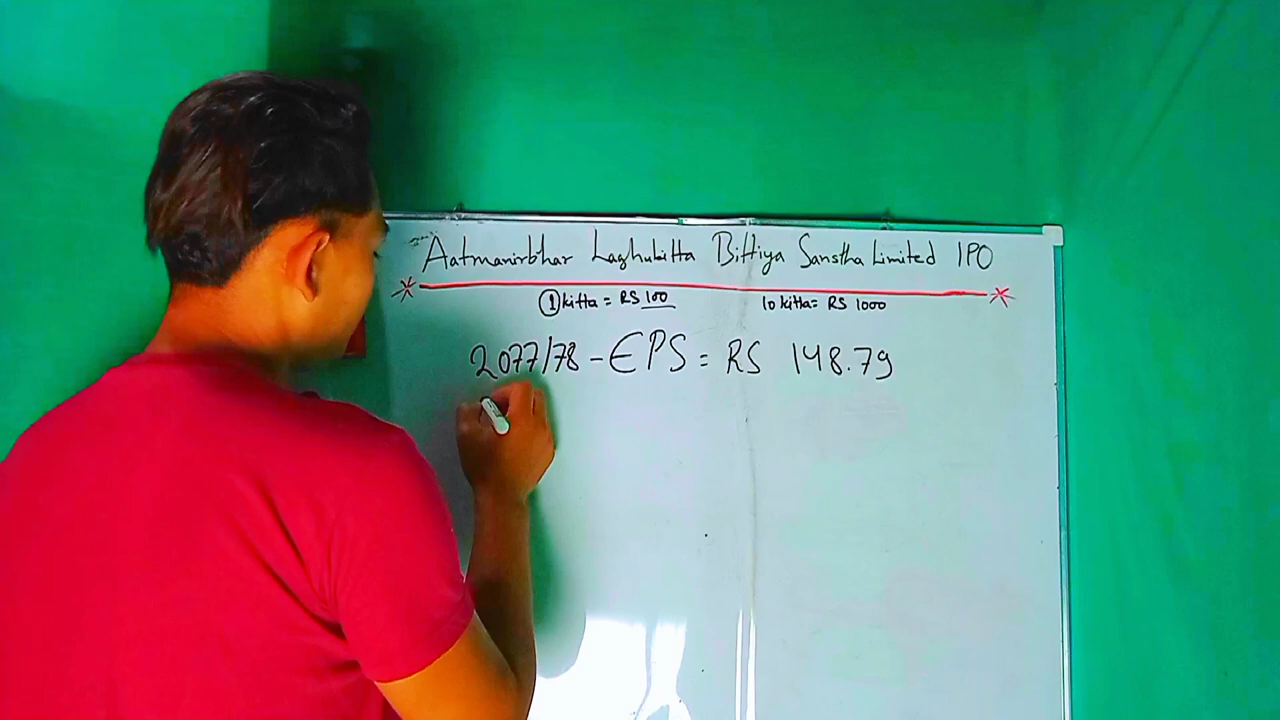 Aatmanirbhar Laghubitta Bittiya Sanstha Limited IPO
1 kitta = RS 100 10 kitta = RS 1000
2077/78 - EPS = RS 148.79